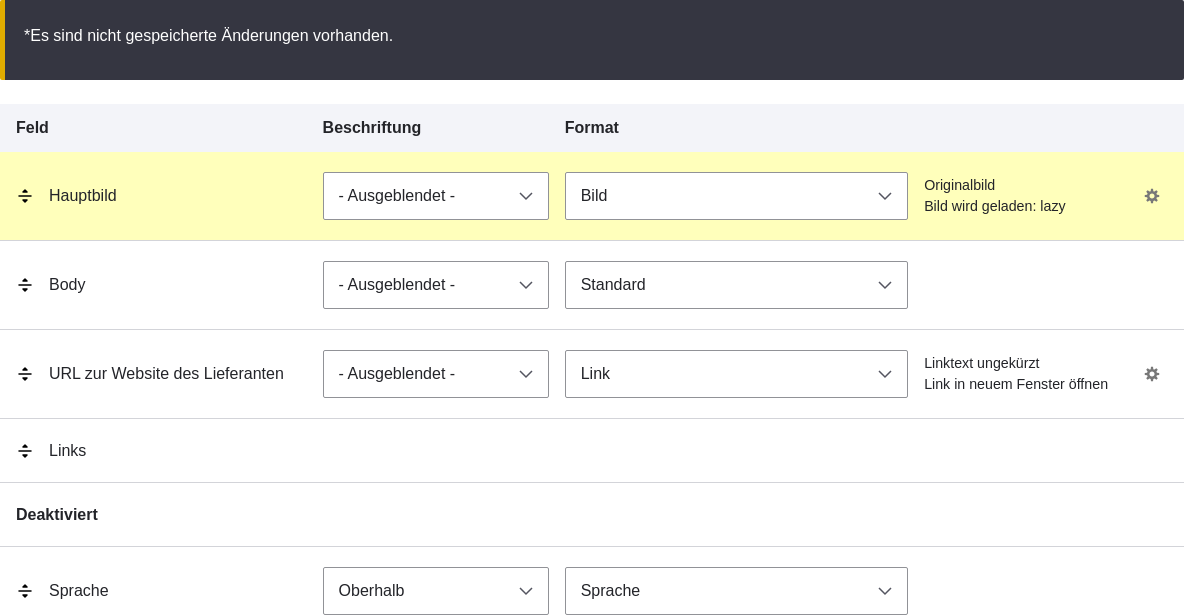 *Es sind nicht gespeicherte Änderungen vorhanden.
Feld Beschriftung Format
Hauptbild - Ausgeblendet - Bild Originalbild
Bild wird geladen: lazy
Body - Ausgeblendet - Standard
URL zur Website des Lieferanten - Ausgeblendet - Link Linktext ungekürzt
Link in neuem Fenster öffnen
Links
Deaktiviert
Sprache Oberhalb Sprache